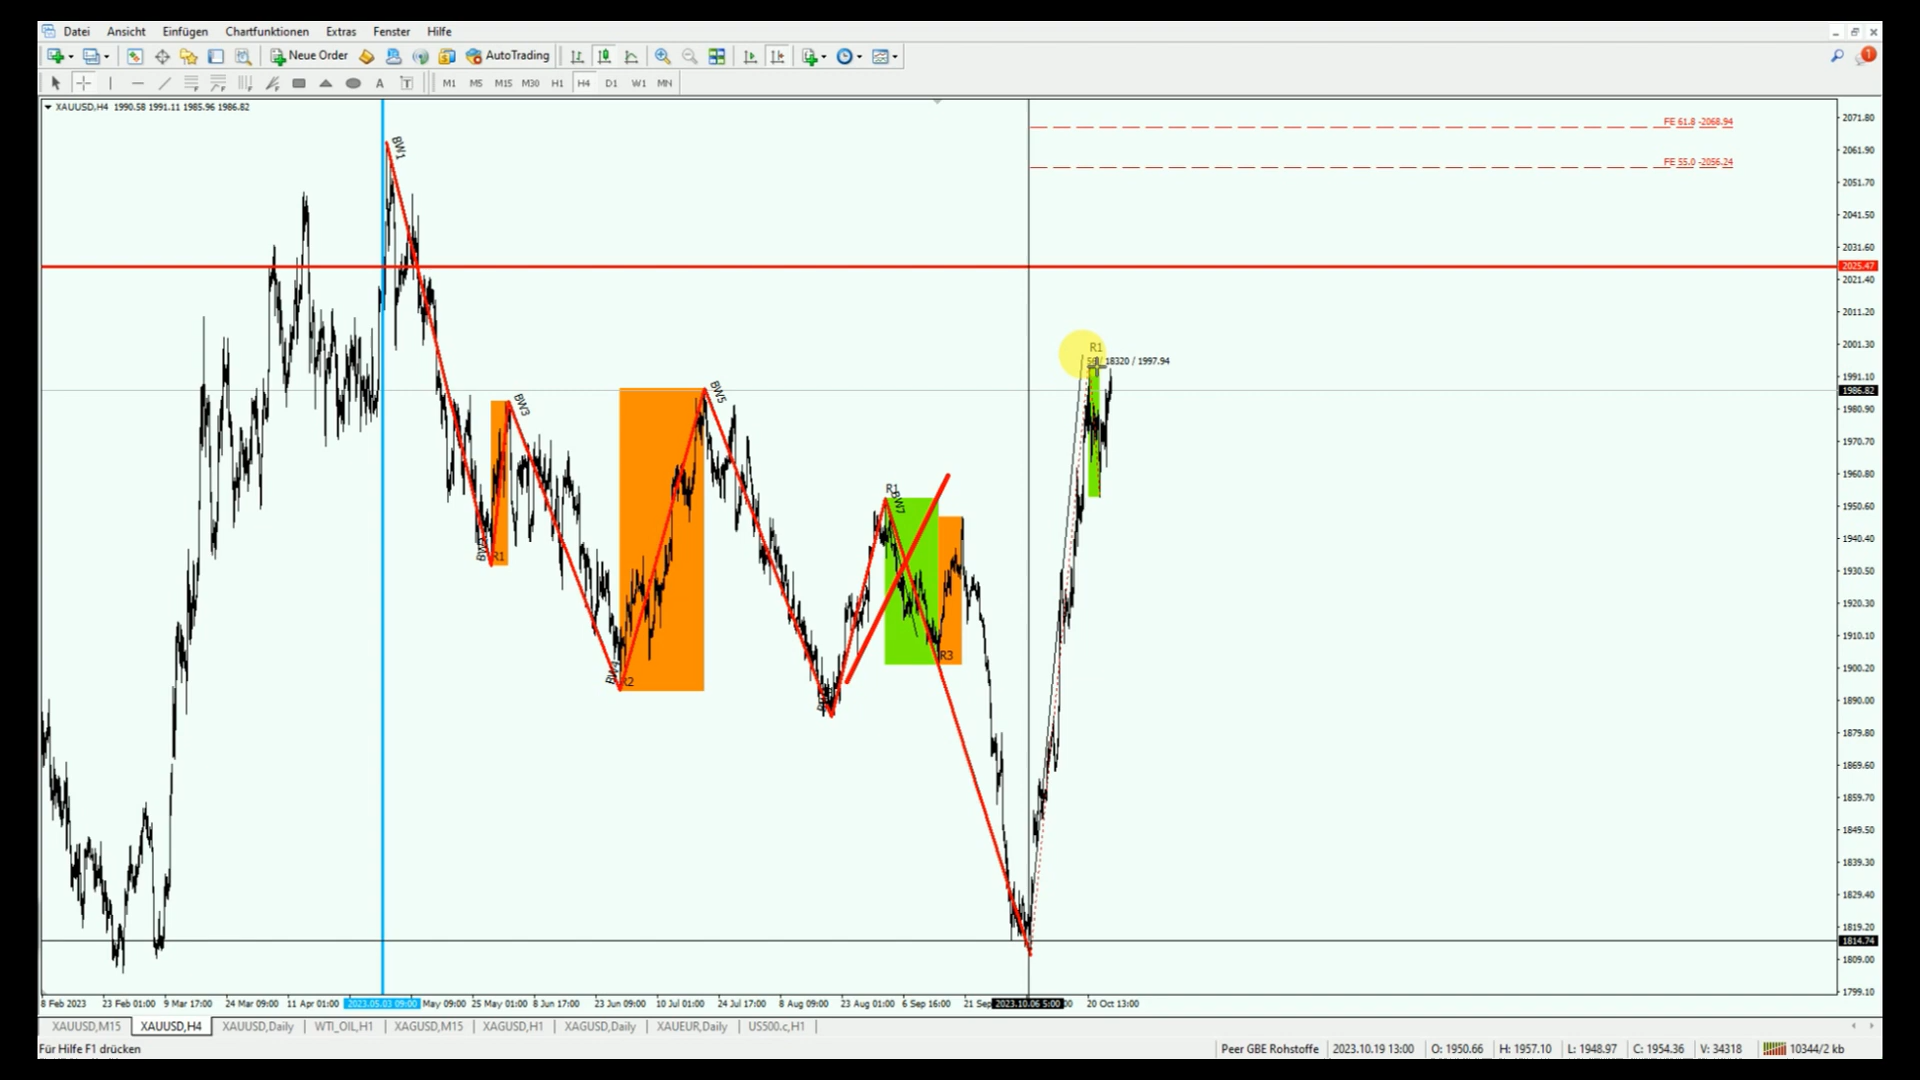 Datei Ansicht Einfügen Chartfunktionen Extras Fenster Hilfe
Neue Order AutoTrading 1
A T M1 M5 M15 M30 H1 H4 D1 W1 MN
XAUUSD,H4 1990.58 1991.11 1985.96 1986.82
2071.80
FE 61.8 -2068.94
BW1
2061.90
FE 55.0 -2056.24
2051.70
2041.50
2031.60
2025.47
2021.40
2011.20
2001.30
R1
/ 18320 / 1997.94
1991.10
1986.82
BW3
BW5
1980.90
1970.70
1960.80
R1
BW7
1950.60
1940.40
R1
1930.50
1920.30
1910.10
R3
1900.20
R2
1890.00
1879.80
1869.60
1859.70
1849.50
1839.30
1829.40
1819.20
1814.74
1809.00
1799.10
8 Feb 2023 23 Feb 01:00 9 Mar 17:00 24 Mar 09:00 11 Apr 01:00 2023.05.03 09:00 May 09:00 25 May 01:00 8 Jun 17:00 23 Jun 09:00 10 Jul 01:00 24 Jul 17:00 8 Aug 09:00 23 Aug 01:00 6 Sep 16:00 21 Sep 2023.10.06 5:00 20 Oct 13:00
XAUUSD,M15 XAUUSD,H4 XAUUSD,Daily WTI_OIL,H1 XAGUSD,M15 XAGUSD,H1 XAGUSD,Daily XAUEUR,Daily US500.c,H1
Für Hilfe F1 drücken Peer GBE Rohstoffe 2023.10.19 13:00 O: 1950.66 H: 1957.10 L: 1948.97 C: 1954.36 V: 34318 10344/2 kb